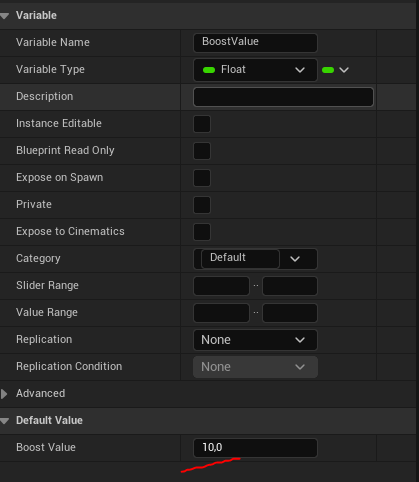 Variable
Variable Name BoostValue
Variable Type Float
Description
Instance Editable
Blueprint Read Only
Expose on Spawn
Private
Expose to Cinematics
Category Default
Slider Range ..
Value Range ..
Replication None
Replication Condition None
Advanced
Default Value
Boost Value 10,0